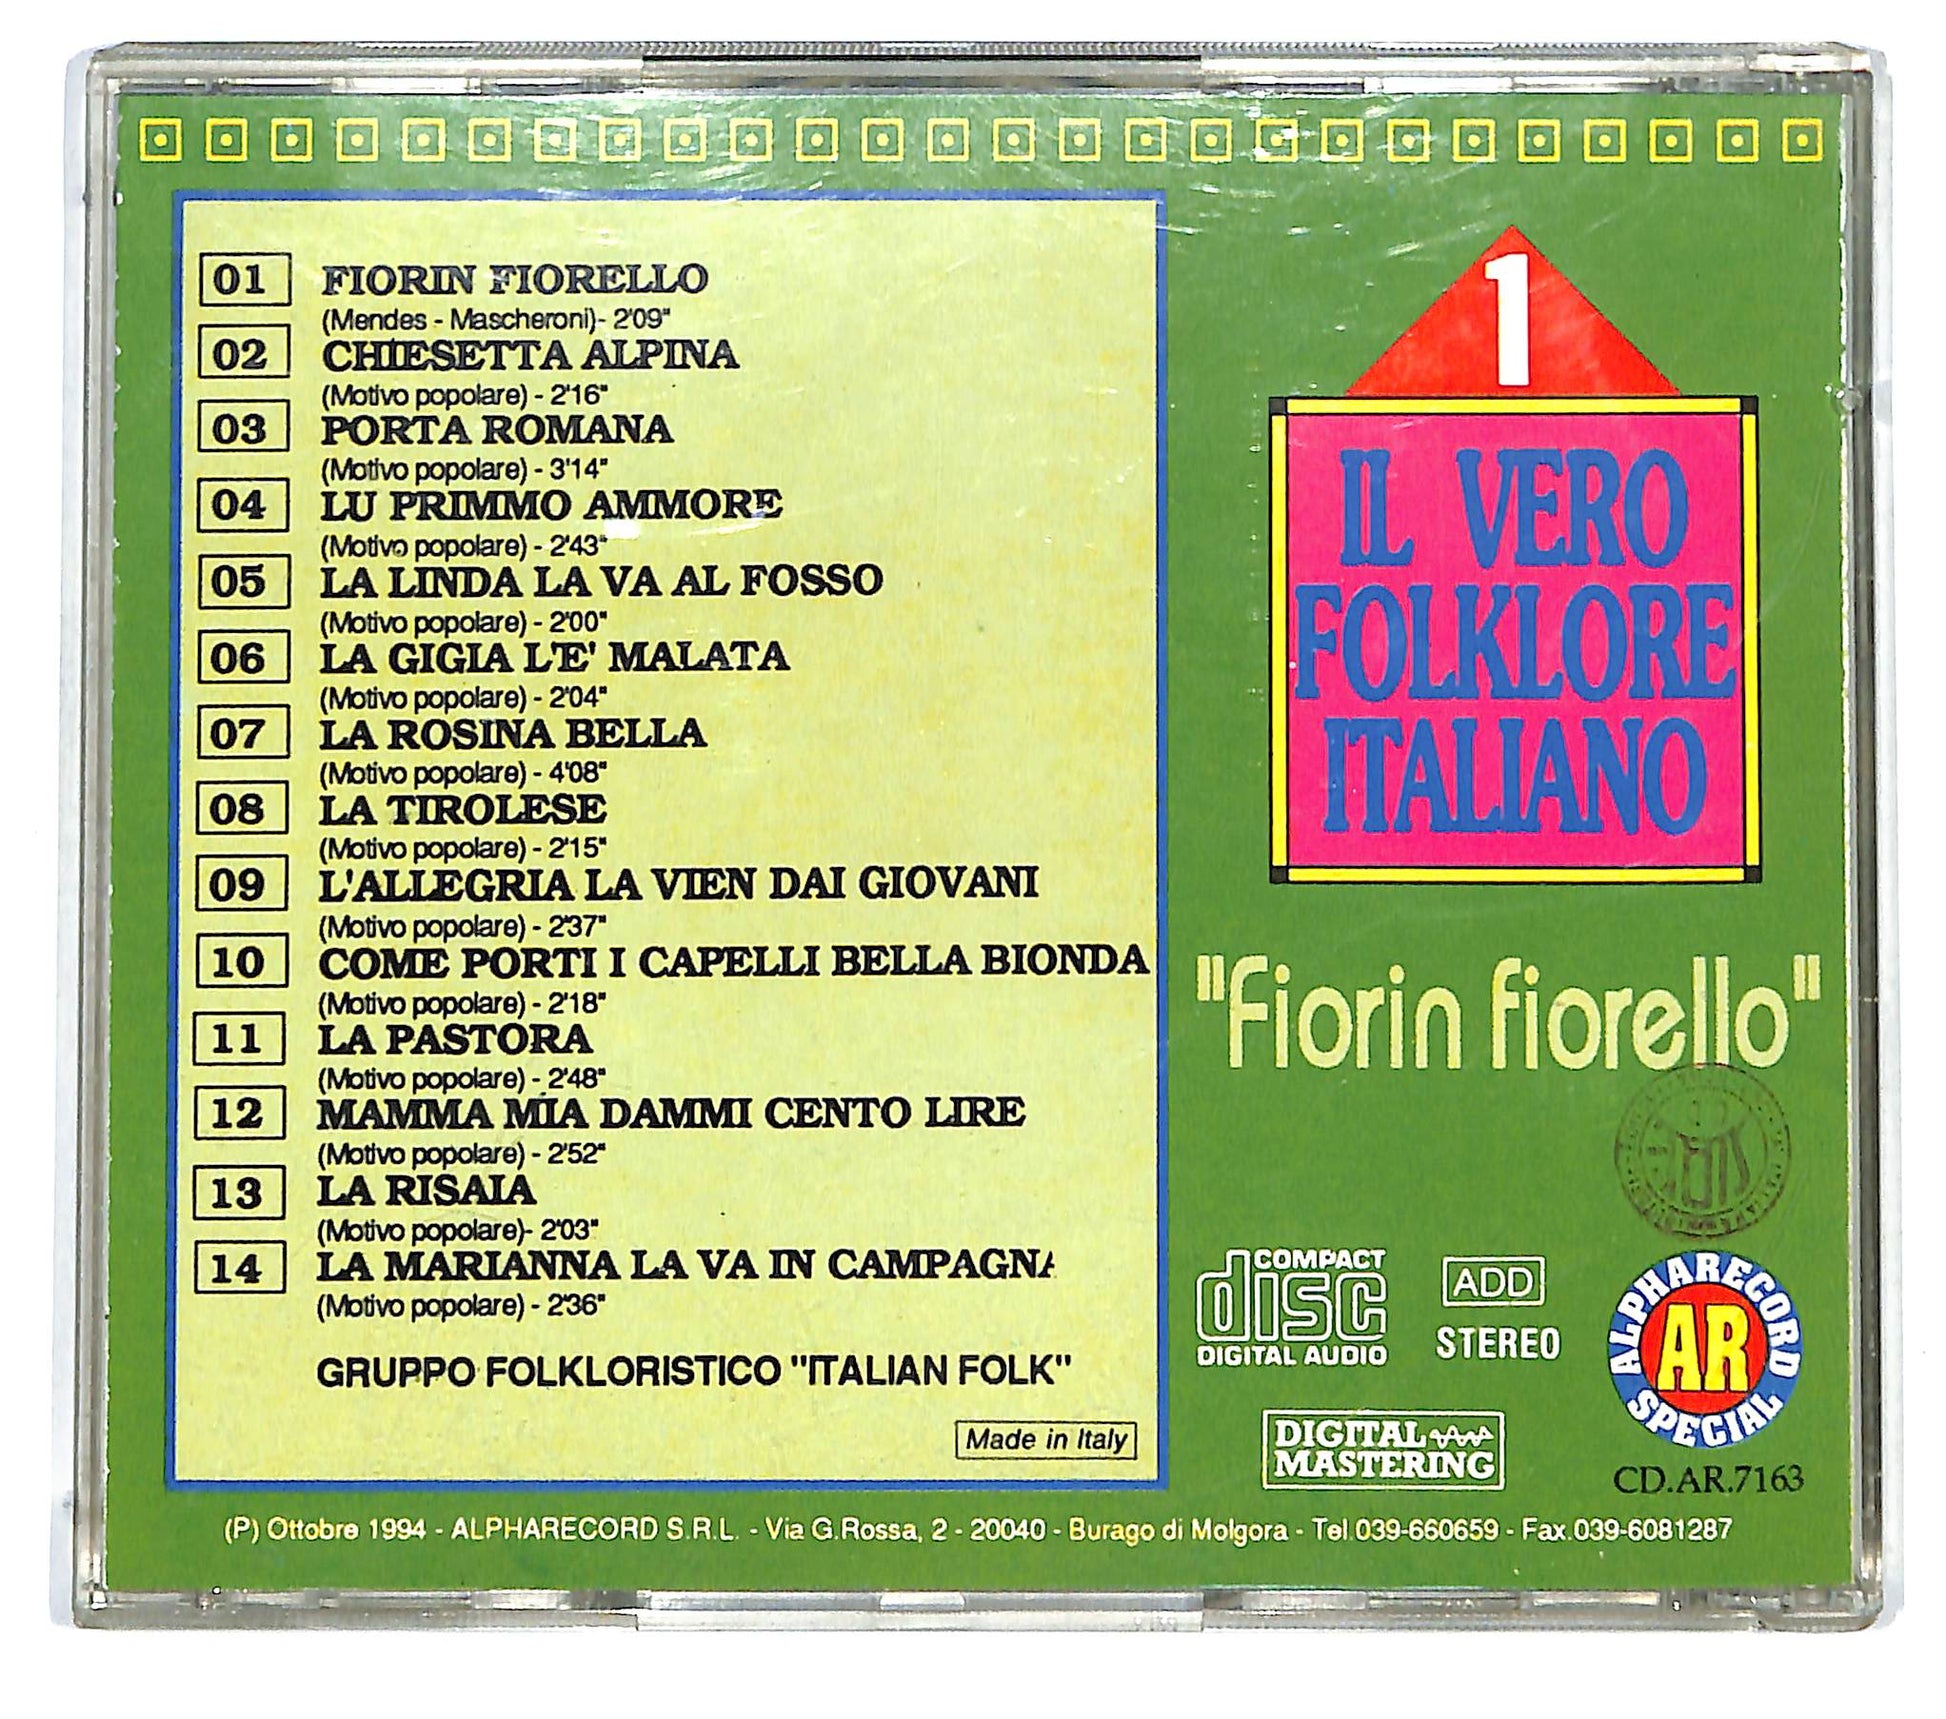 01 FIORIN FIORELLO
(Mendes - Mascheroni)- 2'09"
02 CHIESETTA ALPINA
(Motivo popolare) - 2'16"
03 PORTA ROMANA
(Motivo popolare) - 3'14"
04 LU PRIMMO AMMORE
(Motivo popolare) - 2'43"
05 LA LINDA LA VA AL FOSSO
(Motivo popolare) - 2'00"
06 LA GIGIA L'E' MALATA
(Motivo popolare) - 2'04"
07 LA ROSINA BELLA
(Motivo popolare) - 4'08"
08 LA TIROLESE
(Motivo popolare) - 2'15"
09 L'ALLEGRIA LA VIEN DAI GIOVANI
(Motivo popolare) - 2'37"
10 COME PORTI I CAPELLI BELLA BIONDA
(Motivo popolare) - 2'18"
11 LA PASTORA
(Motivo popolare) - 2'48"
12 MAMMA MIA DAMMI CENTO LIRE
(Motivo popolare) - 2'52"
13 LA RISAIA
(Motivo popolare)- 2'03"
14 LA MARIANNA LA VA IN CAMPAGNA
(Motivo popolare) - 2'36"
GRUPPO FOLKLORISTICO "ITALIAN FOLK"
Made in Italy
1
IL VERO
FOLKLORE
ITALIANO
"Fiorin fiorello"
COMPACT
disc
DIGITAL AUDIO
ADD
STEREO
DIGITAL
MASTERING
ALPHARECORD
AR
SPECIAL
CD.AR.7163
(P) Ottobre 1994 - ALPHARECORD S.R.L. - Via G.Rossa, 2 - 20040 - Burago di Molgora - Tel 039-660659 - Fax.039-6081287